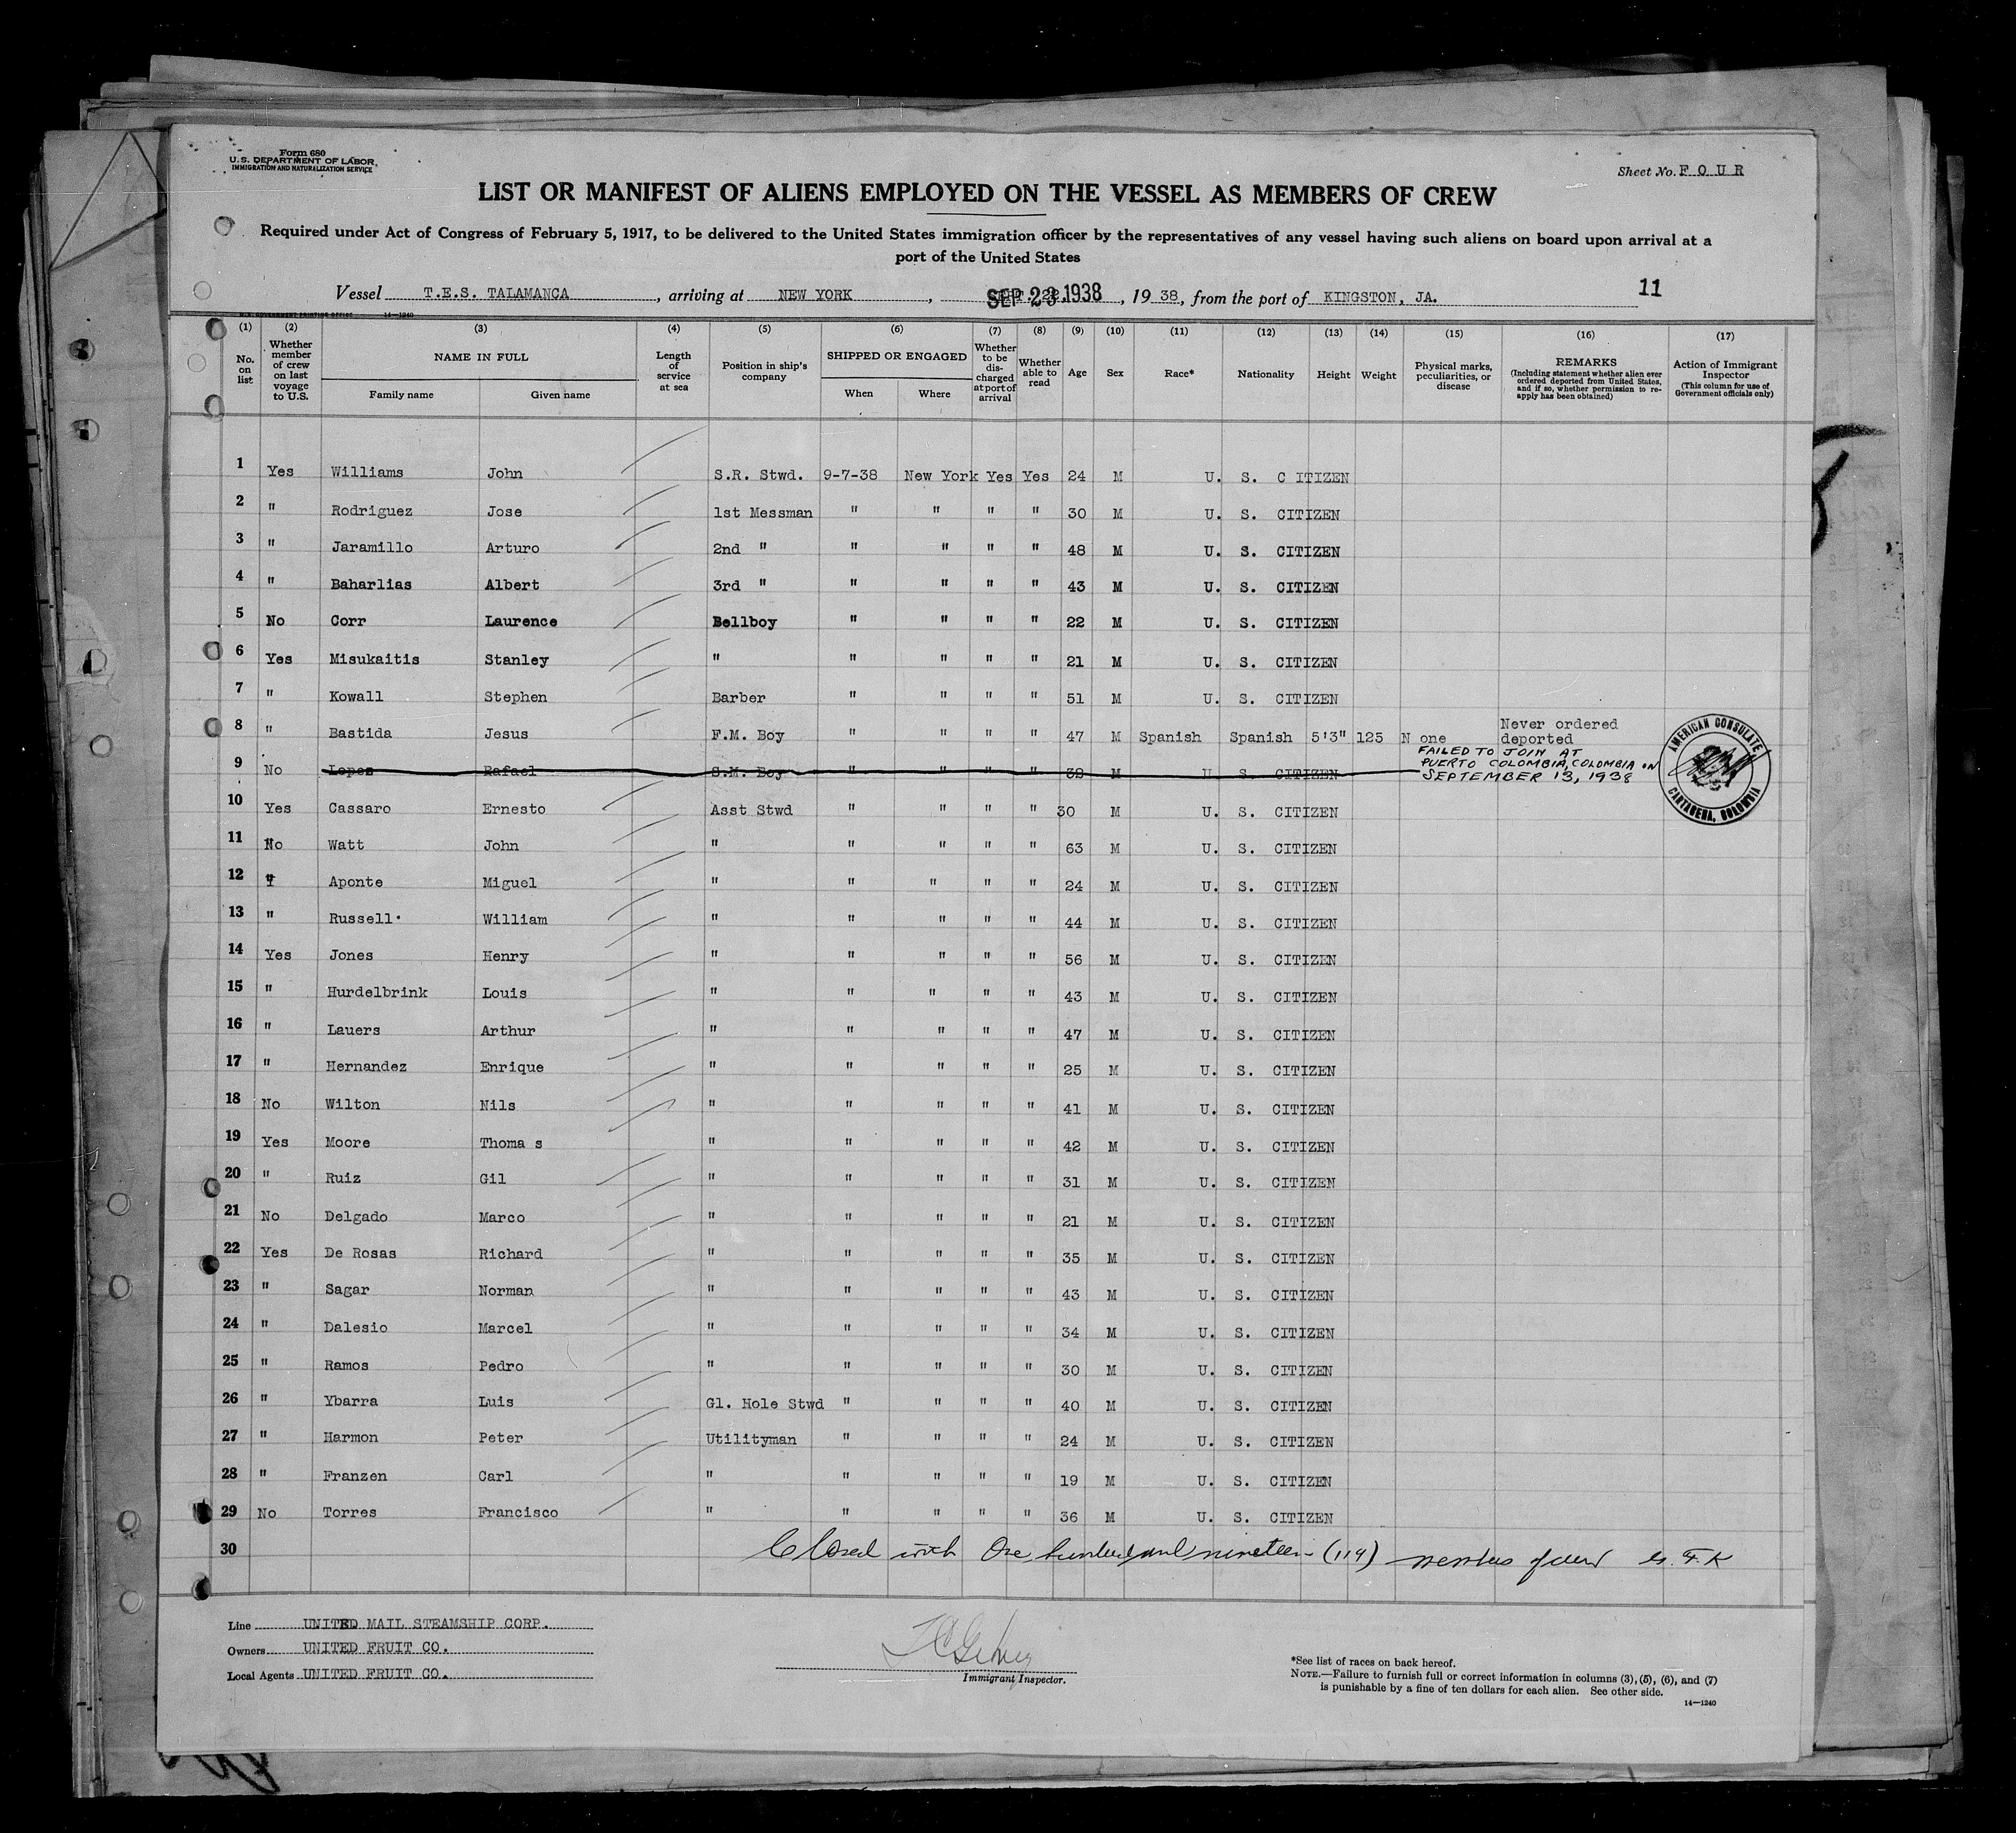 Form 680
U.S. DEPARTMENT OF LABOR
IMMIGRATION AND NATURALIZATION SERVICE
Sheet No. FOUR
LIST OR MANIFEST OF ALIENS EMPLOYED ON THE VESSEL AS MEMBERS OF CREW
Required under Act of Congress of February 5, 1917, to be delivered to the United States immigration officer by the representatives of any vessel having such aliens on board upon arrival at a
port of the United States
Vessel T.E.S. TALAMANCA, arriving at NEW YORK, SEP 23 1938, 1938, from the port of KINGSTON, JA. 11
14—1240
(1) (2) (3) (4) (5) (6) (7) (8) (9) (10) (11) (12) (13) (14) (15) (16) (17)
No. on list
Whether member of crew on last voyage to U.S.
NAME IN FULL
Family name Given name
Length of service at sea
Position in ship's company
SHIPPED OR ENGAGED
When Where
Whether to be discharged at port of arrival
Whether able to read
Age Sex Race* Nationality Height Weight
Physical marks, peculiarities, or disease
REMARKS
(Including statement whether alien ever ordered deported from United States, and if so, whether permission to reapply has been obtained)
Action of Immigrant Inspector
(This column for use of Government officials only)
1 Yes Williams John S.R. Stwd. 9-7-38 New York Yes Yes 24 M U. S. C ITIZEN
2 " Rodriguez Jose 1st Messman " " " " 30 M U. S. CITIZEN
3 " Jaramillo Arturo 2nd " " " " " 48 M U. S. CITIZEN
4 " Baharlias Albert 3rd " " " " " 43 M U. S. CITIZEN
5 No Corr Laurence Bellboy " " " " 22 M U. S. CITIZEN
6 Yes Misukaitis Stanley " " " " " 21 M U. S. CITIZEN
7 " Kowall Stephen Barber " " " " 51 M U. S. CITIZEN
8 " Bastida Jesus F.M. Boy " " " " 47 M Spanish Spanish 5'3" 125 N one Never ordered deported
9 No Lopez Rafael S.M. Boy " " " " M U. S. CITIZEN FAILED TO JOIN AT PUERTO COLOMBIA, COLOMBIA ON SEPTEMBER 13, 1938
AMERICAN CONSULATE
CARTAGENA, COLOMBIA
10 Yes Cassaro Ernesto Asst Stwd " " " " 30 M U. S. CITIZEN
11 No Watt John " " " " " 63 M U. S. CITIZEN
12 " Aponte Miguel " " " " " 24 M U. S. CITIZEN
13 " Russell William " " " " " 44 M U. S. CITIZEN
14 Yes Jones Henry " " " " " 56 M U. S. CITIZEN
15 " Hurdelbrink Louis " " " " " 43 M U. S. CITIZEN
16 " Lauers Arthur " " " " " 47 M U. S. CITIZEN
17 " Hernandez Enrique " " " " " 25 M U. S. CITIZEN
18 No Wilton Nils " " " " " 41 M U. S. CITIZEN
19 Yes Moore Thoma s " " " " " 42 M U. S. CITIZEN
20 " Ruiz Gil " " " " " 31 M U. S. CITIZEN
21 No Delgado Marco " " " " " 21 M U. S. CITIZEN
22 Yes De Rosas Richard " " " " " 35 M U. S. CITIZEN
23 " Sagar Norman " " " " " 43 M U. S. CITIZEN
24 " Dalesio Marcel " " " " " 34 M U. S. CITIZEN
25 " Ramos Pedro " " " " " 30 M U. S. CITIZEN
26 " Ybarra Luis Gl. Hole Stwd " " " " 40 M U. S. CITIZEN
27 " Harmon Peter Utilityman " " " " 24 M U. S. CITIZEN
28 " Franzen Carl " " " " " 19 M U. S. CITIZEN
29 No Torres Francisco " " " " " 36 M U. S. CITIZEN
30 Closed with One hundred and nineteen (119) members of crew F.K
Line UNITED MAIL STEAMSHIP CORP.
Owners UNITED FRUIT CO.
Local Agents UNITED FRUIT CO.
Immigrant Inspector.
*See list of races on back hereof.
NOTE.—Failure to furnish full or correct information in columns (3), (5), (6), and (7)
is punishable by a fine of ten dollars for each alien. See other side.
14—1240